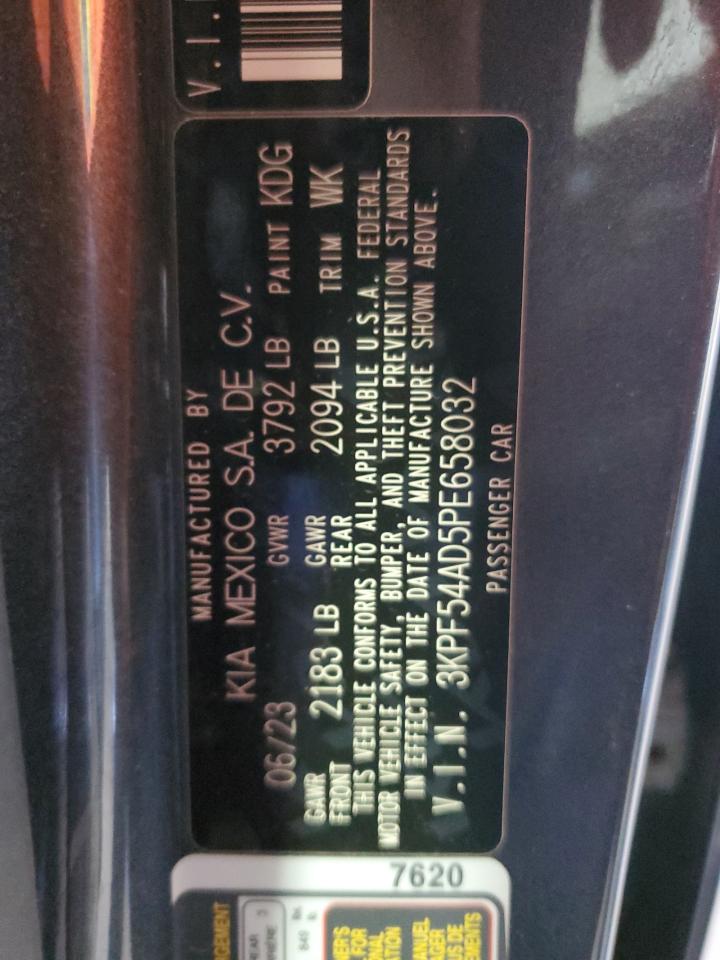 V.I.
MANUFACTURED BY
KIA MEXICO S.A. DE C.V.
06/23 GVWR 3792 LB PAINT KDG
GAWR FRONT 2183 LB GAWR REAR 2094 LB TRIM WK
THIS VEHICLE CONFORMS TO ALL APPLICABLE U.S.A. FEDERAL
MOTOR VEHICLE SAFETY, BUMPER, AND THEFT PREVENTION STANDARDS
IN EFFECT ON THE DATE OF MANUFACTURE SHOWN ABOVE.
V.I.N. 3KPF54AD5PE658032
PASSENGER CAR
7620